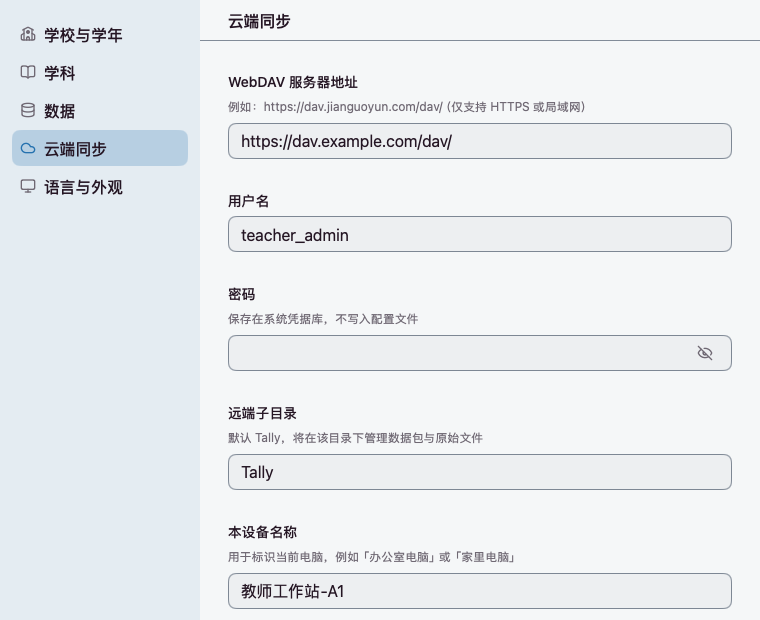 学校与学年
学科
数据
云端同步
语言与外观
云端同步
WebDAV 服务器地址
例如：https://dav.jianguoyun.com/dav/ (仅支持 HTTPS 或局域网)
https://dav.example.com/dav/
用户名
teacher_admin
密码
保存在系统凭据库，不写入配置文件
远端子目录
默认 Tally，将在该目录下管理数据包与原始文件
Tally
本设备名称
用于标识当前电脑，例如「办公室电脑」或「家里电脑」
教师工作站-A1